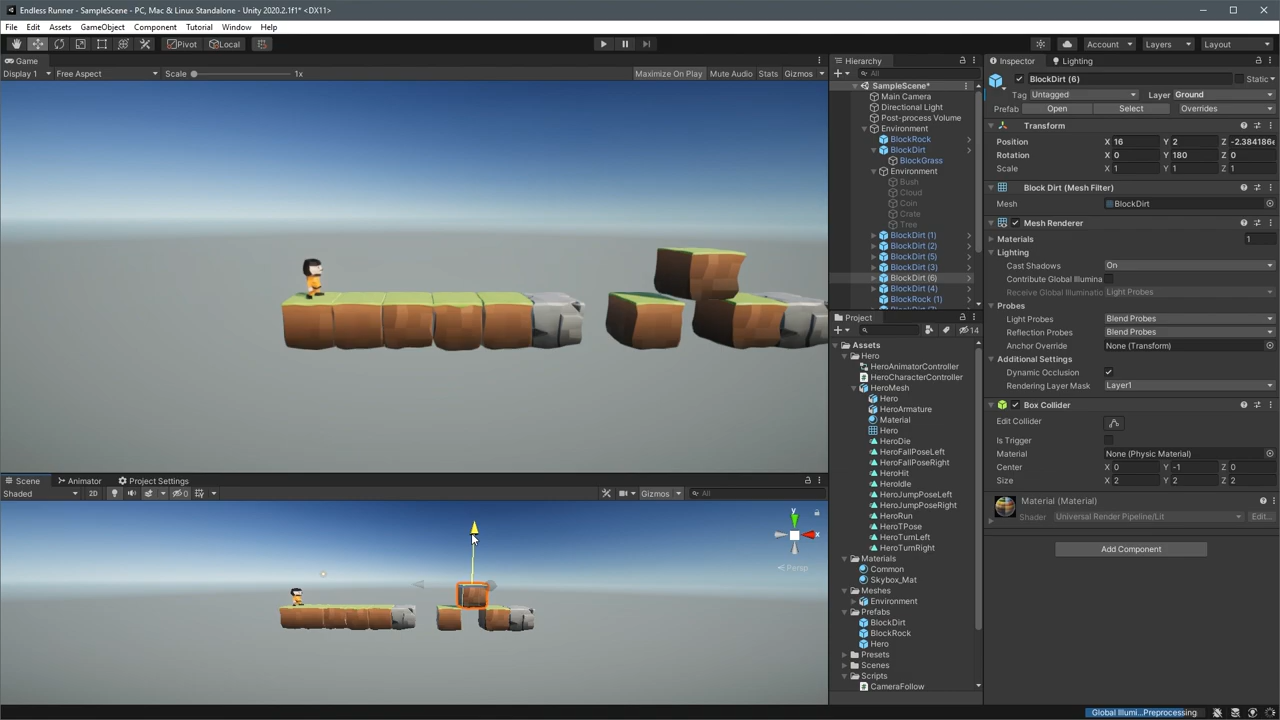 Endless Runner - SampleScene - PC, Mac & Linux Standalone - Unity 2020.2.1f1* <DX11>
File Edit Assets GameObject Component Tutorial Window Help
Pivot Local Account Layers Layout
Game
Display 1 Free Aspect Scale 1x Maximize On Play Mute Audio Stats Gizmos
Hierarchy
All
SampleScene*
Main Camera
Directional Light
Post-process Volume
Environment
BlockRock
BlockDirt
BlockGrass
Environment
Bush
Cloud
Coin
Crate
Tree
BlockDirt (1)
BlockDirt (2)
BlockDirt (5)
BlockDirt (3)
BlockDirt (6)
BlockDirt (4)
BlockRock (1)
Project
14
Assets
Hero
HeroAnimatorController
HeroCharacterController
HeroMesh
Hero
HeroArmature
Material
Hero
HeroDie
HeroFallPoseLeft
HeroFallPoseRight
HeroHit
HeroIdle
HeroJumpPoseLeft
HeroJumpPoseRight
HeroRun
HeroTPose
HeroTurnLeft
HeroTurnRight
Materials
Common
Skybox_Mat
Meshes
Environment
Prefabs
BlockDirt
BlockRock
Hero
Presets
Scenes
Scripts
CameraFollow
Inspector Lighting
BlockDirt (6) Static
Tag Untagged Layer Ground
Prefab Open Select Overrides
Transform
Position X 16 Y 2 Z -2.384186e
Rotation X 0 Y 180 Z 0
Scale X 1 Y 1 Z 1
Block Dirt (Mesh Filter)
Mesh BlockDirt
Mesh Renderer
Materials 1
Lighting
Cast Shadows On
Contribute Global Illumina
Receive Global Illuminatic Light Probes
Probes
Light Probes Blend Probes
Reflection Probes Blend Probes
Anchor Override None (Transform)
Additional Settings
Dynamic Occlusion
Rendering Layer Mask Layer1
Box Collider
Edit Collider
Is Trigger
Material None (Physic Material)
Center X 0 Y -1 Z 0
Size X 2 Y 2 Z 2
Material (Material)
Shader Universal Render Pipeline/Lit Edit...
Add Component
Scene Animator Project Settings
Shaded 2D 0 Gizmos All
y
x
Persp
Global Illumi...Preprocessing